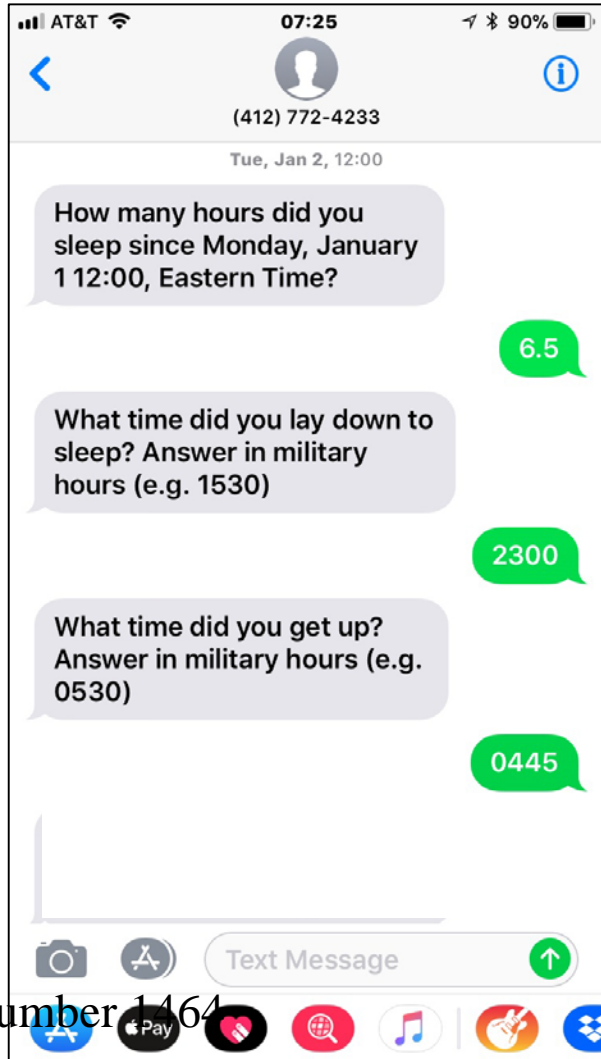 AT&T 07:25 90%
(412) 772-4233
Tue, Jan 2, 12:00
How many hours did you
sleep since Monday, January
1 12:00, Eastern Time?
6.5
What time did you lay down to
sleep? Answer in military
hours (e.g. 1530)
2300
What time did you get up?
Answer in military hours (e.g.
0530)
0445
Text Message
umber 1464
Pay